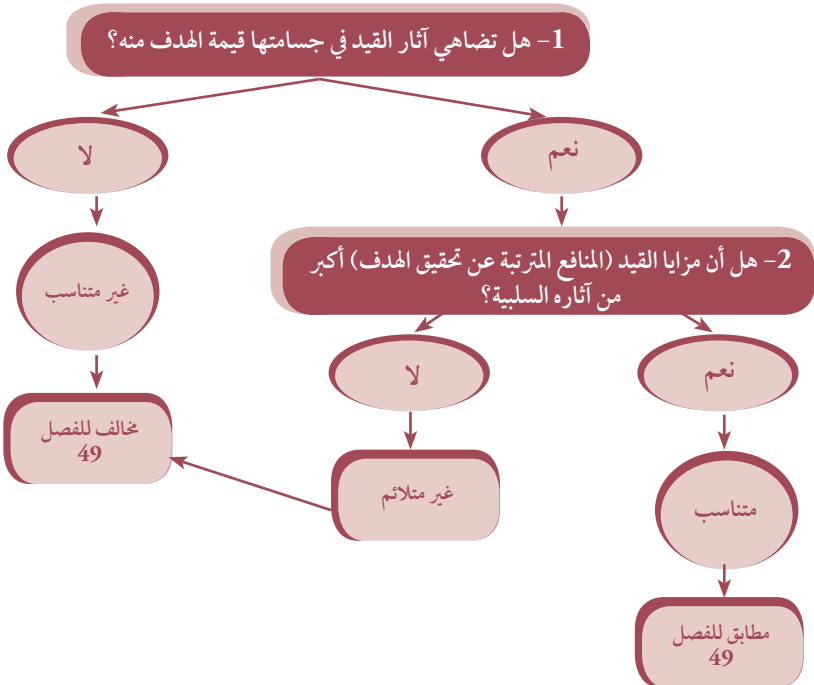 1- هل تضاهي آثار القيد في جسامتها قيمة الهدف منه؟
نعم
لا
2- هل أن مزايا القيد (المنافع المترتبة عن تحقيق الهدف) أكبر
من آثاره السلبية؟
غير متناسب
نعم
لا
مخالف للفصل
49
غير متلائم
متناسب
مطابق للفصل
49